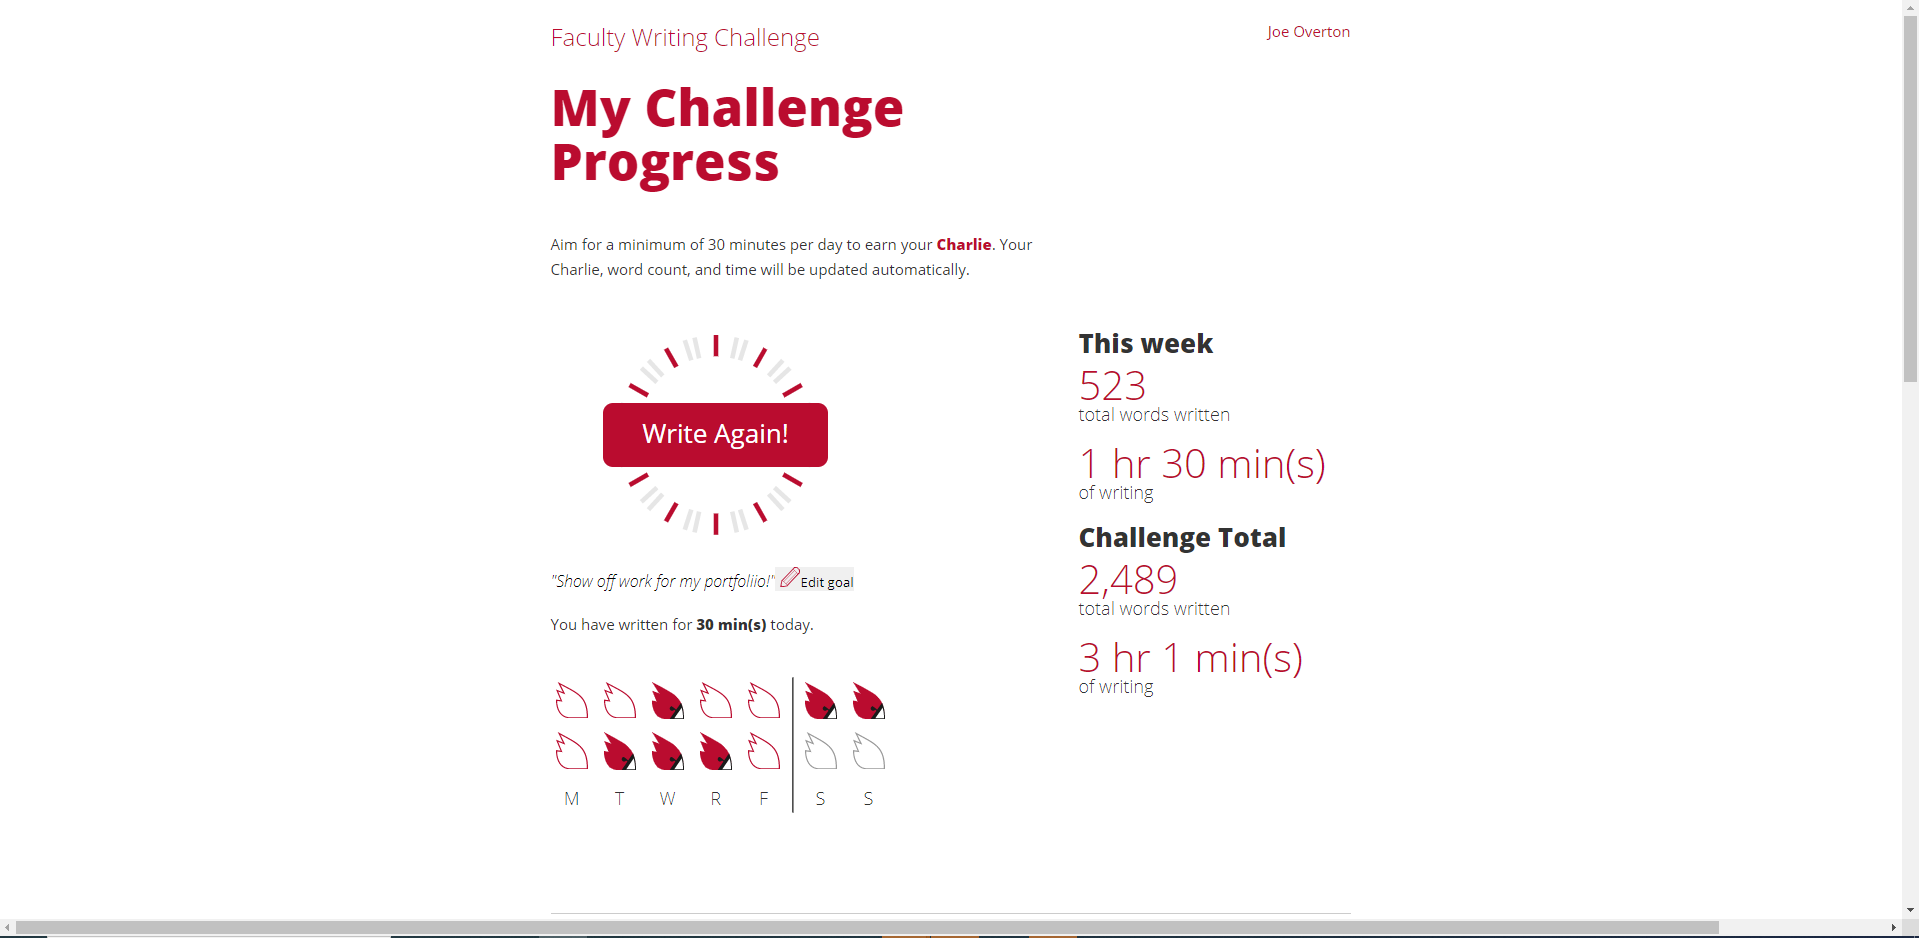 Faculty Writing Challenge
Joe Overton
My Challenge
Progress
Aim for a minimum of 30 minutes per day to earn your Charlie. Your
Charlie, word count, and time will be updated automatically.
Write Again!
"Show off work for my portfoliio!" Edit goal
You have written for 30 min(s) today.
M T W R F S S
This week
523
total words written
1 hr 30 min(s)
of writing
Challenge Total
2,489
total words written
3 hr 1 min(s)
of writing